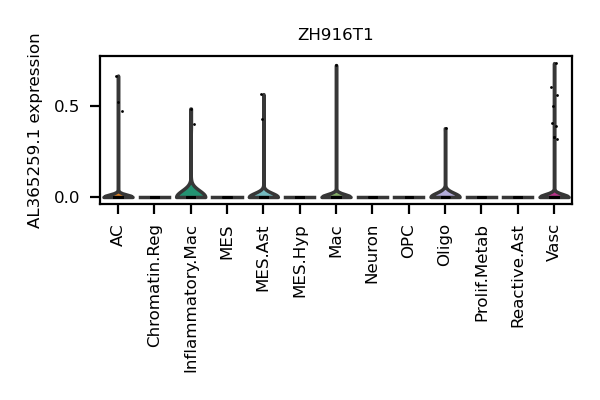 ZH916T1
AL365259.1 expression
0.5
0.0
AC
Chromatin.Reg
Inflammatory.Mac
MES
MES.Ast
MES.Hyp
Mac
Neuron
OPC
Oligo
Prolif.Metab
Reactive.Ast
Vasc